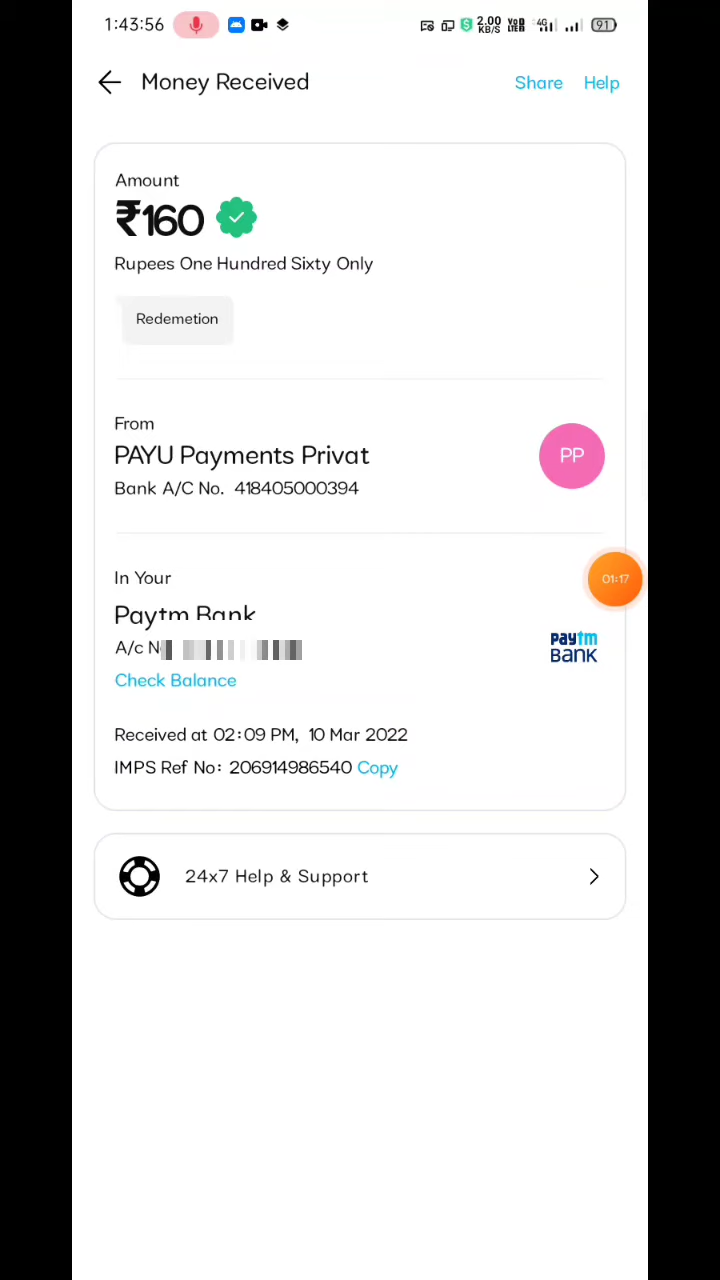 1:43:56 2.00 KB/S 4G 91
Money Received Share Help
Amount
₹160
Rupees One Hundred Sixty Only
Redemetion
From
PAYU Payments Privat
PP
Bank A/C No. 418405000394
In Your
01:17
Paytm Bank
A/c N
paytm BANK
Check Balance
Received at 02:09 PM, 10 Mar 2022
IMPS Ref No: 206914986540 Copy
24x7 Help & Support